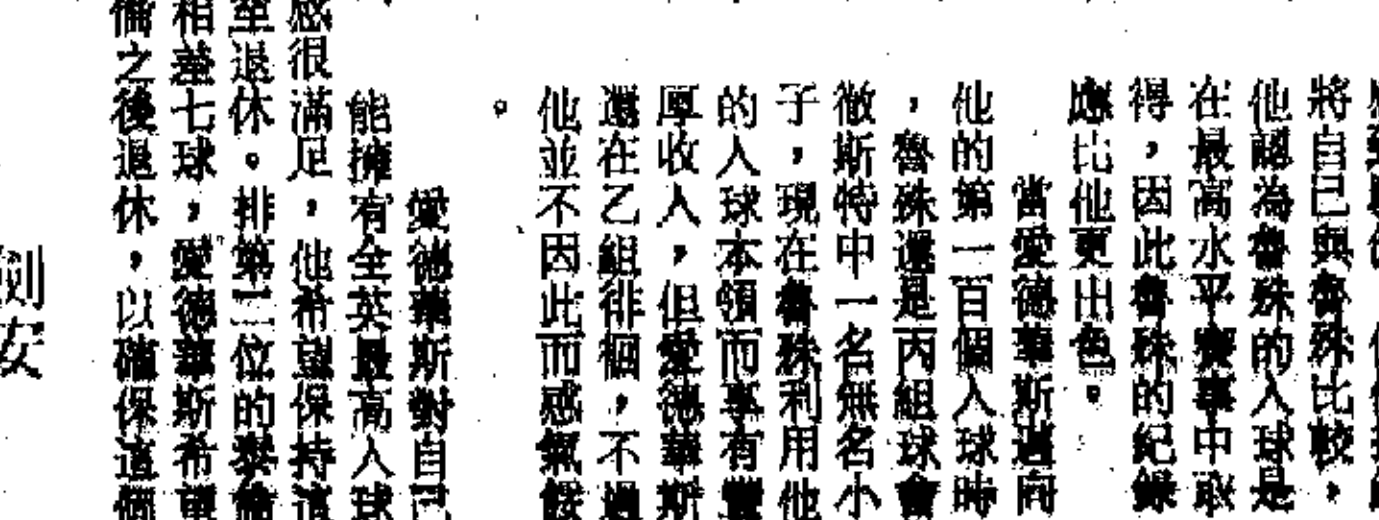 將自己與魯殊比較，
他認為魯殊的入球是
在最高水平賽事中取
得，因此魯殊的紀錄
應比他更出色。
當愛德華斯邁向
他的第一百個入球時
，魯殊還是丙組球會
徹斯特中一名無名小
子，現在魯殊利用他
的入球本領而享有豐
厚收入，但愛德華斯
還在乙組徘徊，不過
他並不因此而感氣餒
。
愛德華斯對自己
能擁有全英最高入球
感很滿足，他希望保持這
至退休。排第二位的
相差七球，愛德華斯希望
之後退休，以確保這個